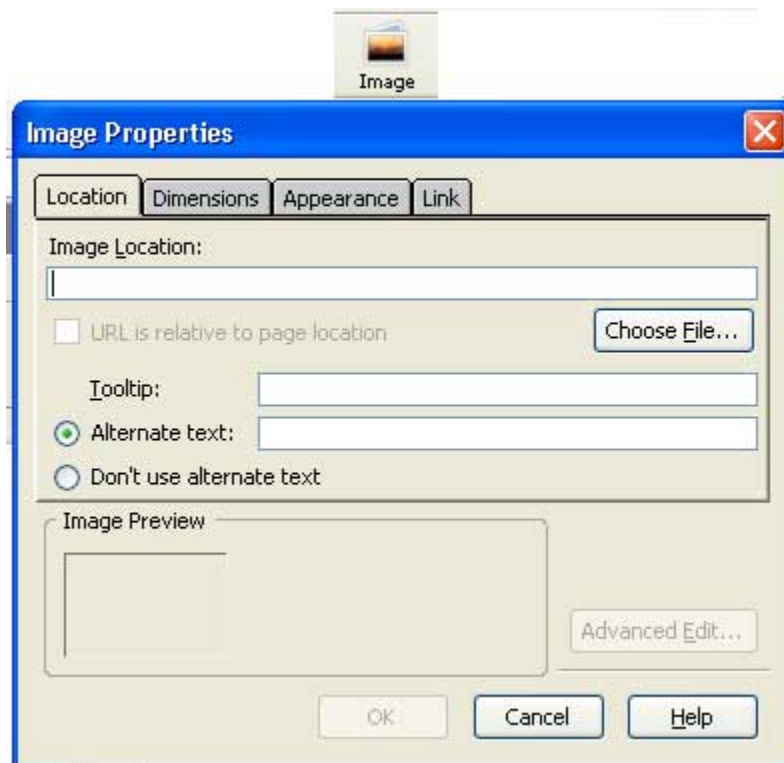 Image
Image Properties
Location Dimensions Appearance Link
Image Location:
URL is relative to page location Choose File...
Tooltip:
Alternate text:
Don't use alternate text
Image Preview
Advanced Edit...
OK Cancel Help